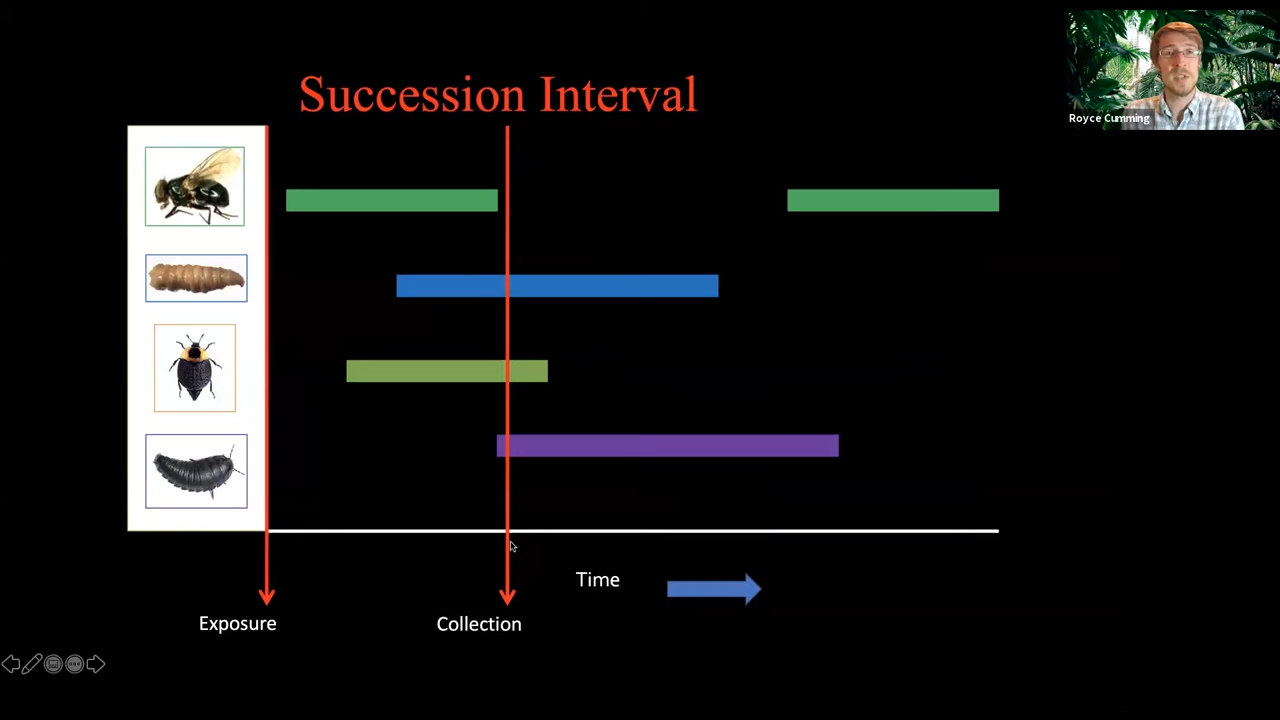 Succession Interval
Royce Cumming
Time
Exposure
Collection